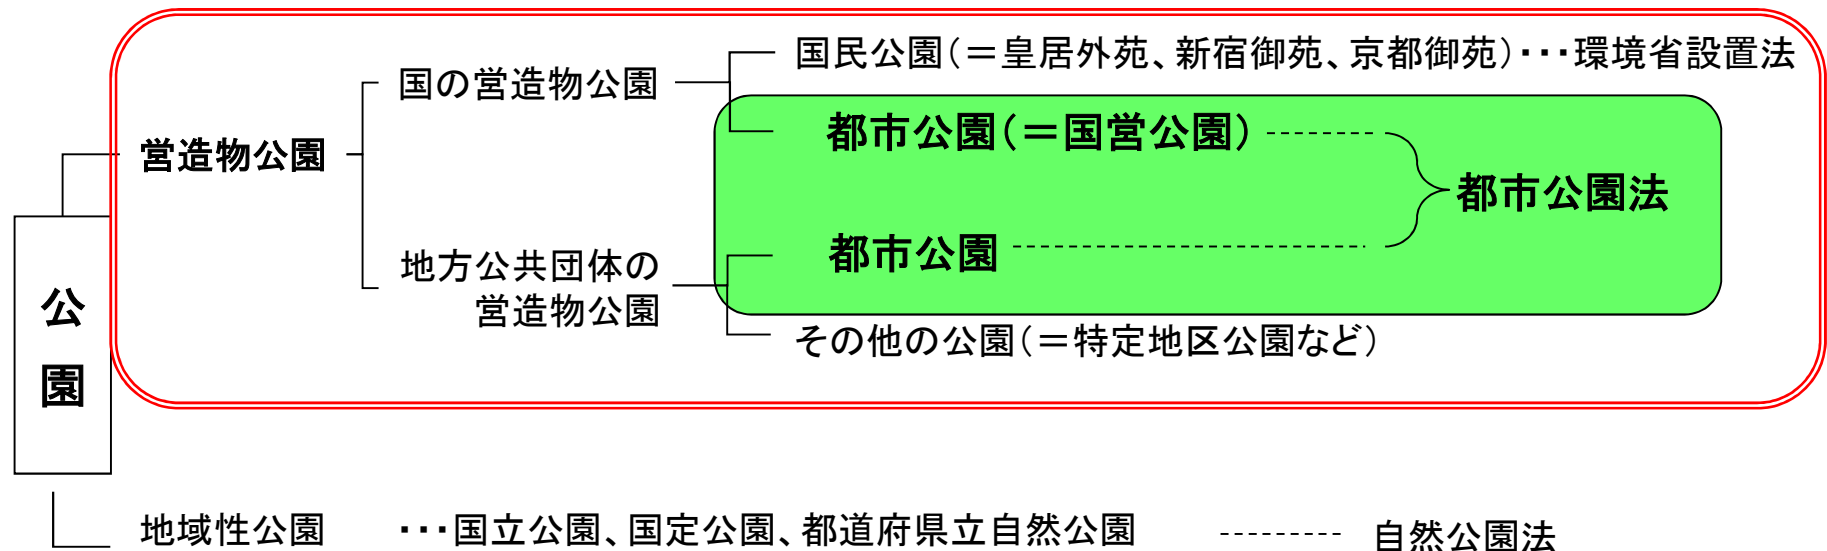 国民公園(=皇居外苑、新宿御苑、京都御苑)・・・環境省設置法
国の営造物公園
都市公園(=国営公園)
営造物公園
都市公園法
都市公園
地方公共団体の
営造物公園
その他の公園(=特定地区公園など)
公
園
地域性公園 ・・・国立公園、国定公園、都道府県立自然公園 自然公園法